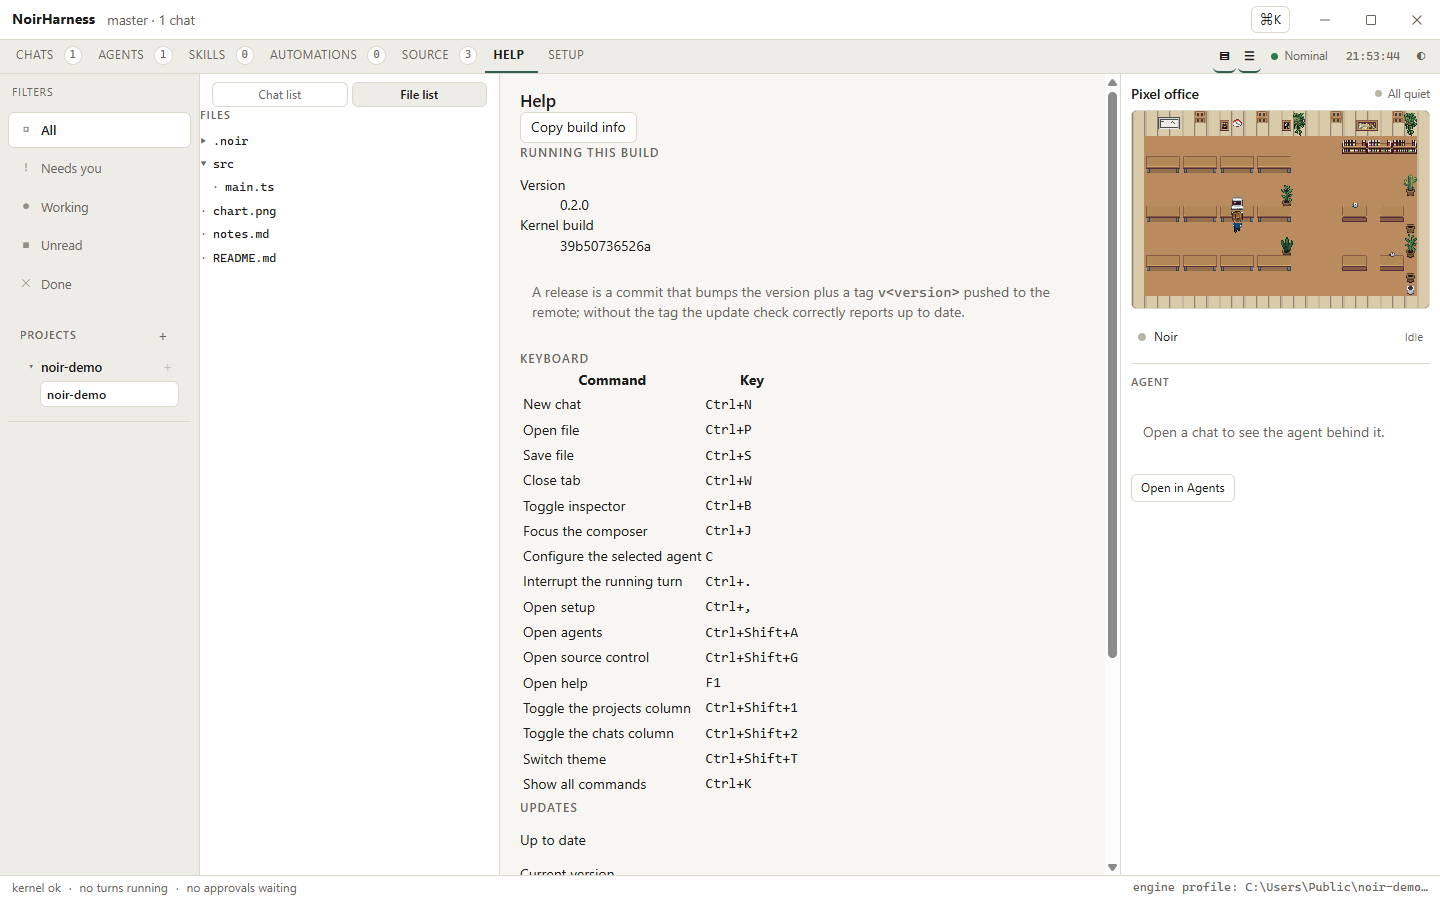 NoirHarness master · 1 chat ⌘K
CHATS 1 AGENTS 1 SKILLS 0 AUTOMATIONS 0 SOURCE 3 HELP SETUP
Nominal 21:53:44
FILTERS
All
! Needs you
Working
Unread
Done
PROJECTS +
noir-demo +
noir-demo
Chat list File list
FILES
.noir
src
main.ts
chart.png
notes.md
README.md
Help
Copy build info
RUNNING THIS BUILD
Version
0.2.0
Kernel build
39b50736526a
A release is a commit that bumps the version plus a tag v<version> pushed to the
remote; without the tag the update check correctly reports up to date.
KEYBOARD
Command Key
New chat Ctrl+N
Open file Ctrl+P
Save file Ctrl+S
Close tab Ctrl+W
Toggle inspector Ctrl+B
Focus the composer Ctrl+J
Configure the selected agent C
Interrupt the running turn Ctrl+.
Open setup Ctrl+,
Open agents Ctrl+Shift+A
Open source control Ctrl+Shift+G
Open help F1
Toggle the projects column Ctrl+Shift+1
Toggle the chats column Ctrl+Shift+2
Switch theme Ctrl+Shift+T
Show all commands Ctrl+K
UPDATES
Up to date
Current version
Pixel office All quiet
Noir Idle
AGENT
Open a chat to see the agent behind it.
Open in Agents
kernel ok · no turns running · no approvals waiting
engine profile: C:\Users\Public\noir-demo…